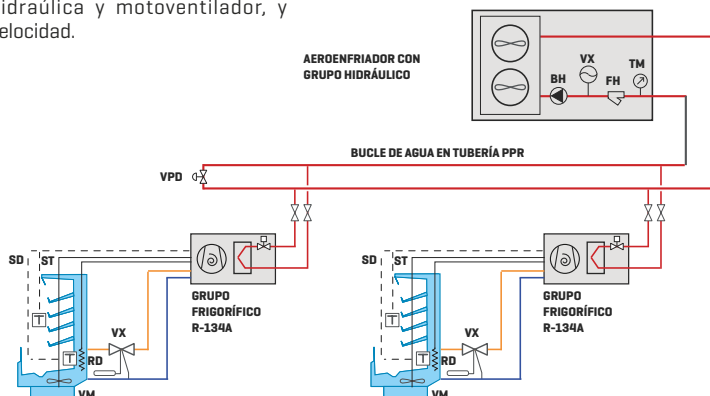 idraúlica y motoventilador, y
elocidad.
AEROENFRIADOR CON
GRUPO HIDRÁULICO
VX
TM
BH
FH
BUCLE DE AGUA EN TUBERÍA PPR
VPD
SD
ST
GRUPO
FRIGORÍFICO
R-134A
T
VX
T
RD
VM
SD
ST
GRUPO
FRIGORÍFICO
R-134A
T
VX
T
RD
VM